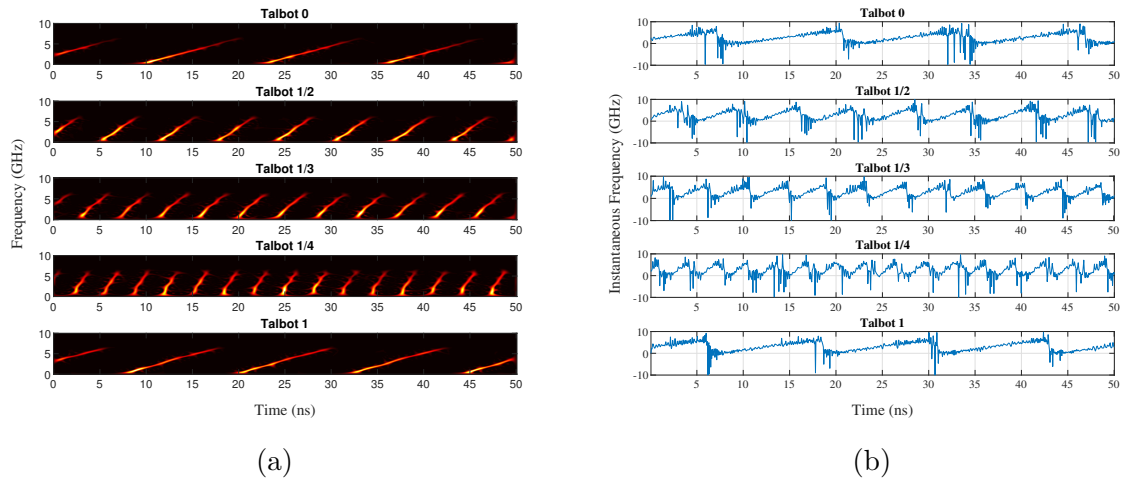 Talbot 0
10
5
0
0 5 10 15 20 25 30 35 40 45 50
Talbot 1/2
10
5
0
0 5 10 15 20 25 30 35 40 45 50
Talbot 1/3
10
5
0
0 5 10 15 20 25 30 35 40 45 50
Talbot 1/4
10
5
0
0 5 10 15 20 25 30 35 40 45 50
Talbot 1
10
5
0
0 5 10 15 20 25 30 35 40 45 50
Frequency (GHz)
Time (ns)
(a)
Talbot 0
10
0
-10
5 10 15 20 25 30 35 40 45 50
Talbot 1/2
10
0
-10
5 10 15 20 25 30 35 40 45 50
Talbot 1/3
10
0
-10
5 10 15 20 25 30 35 40 45 50
Talbot 1/4
10
0
-10
5 10 15 20 25 30 35 40 45 50
Talbot 1
10
0
-10
5 10 15 20 25 30 35 40 45 50
Instantaneous Frequency (GHz)
Time (ns)
(b)